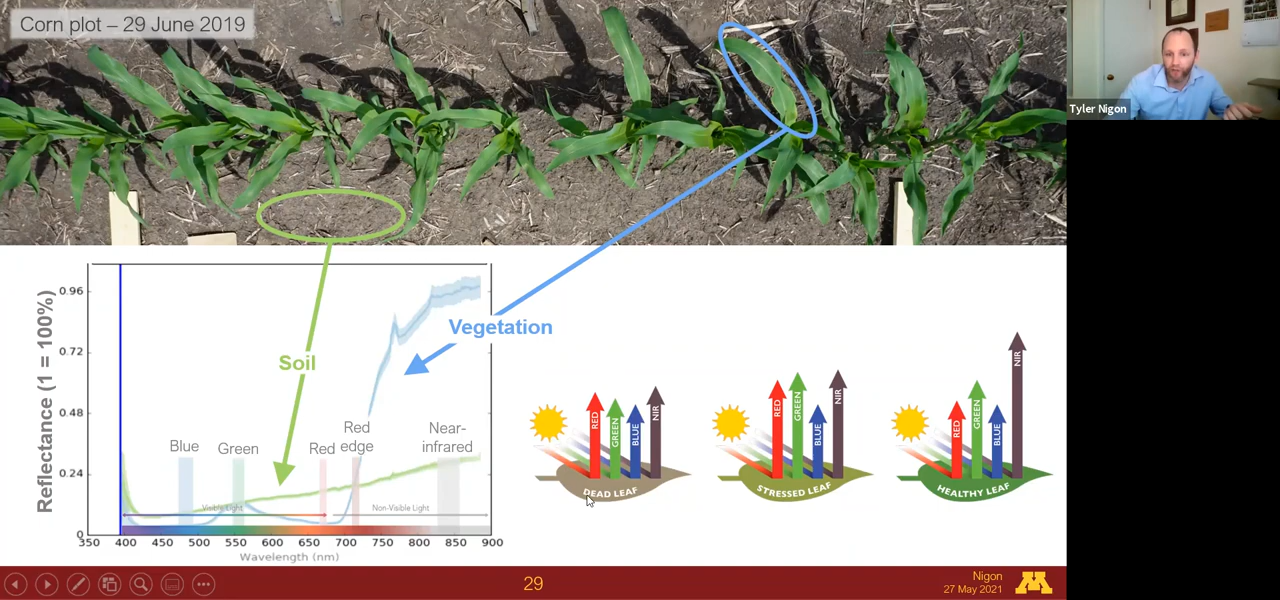 Corn plot – 29 June 2019
Tyler Nigon
Reflectance (1 = 100%)
0.96
0.72
0.48
0.24
0
Vegetation
Soil
Blue
Green
Red
Red
edge
Near-
infrared
Visible Light
Non-Visible Light
350
400
450
500
550
600
650
700
750
800
850
900
Wavelength (nm)
RED
GREEN
BLUE
NIR
DEAD LEAF
RED
GREEN
BLUE
NIR
STRESSED LEAF
RED
GREEN
BLUE
NIR
HEALTHY LEAF
29
Nigon
27 May 2021
M